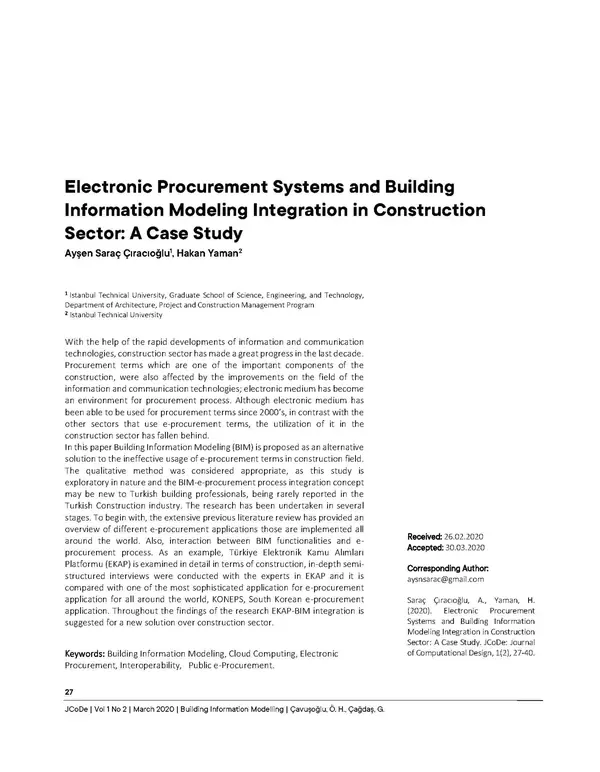 Electronic Procurement Systems and Building
Information Modeling Integration in Construction
Sector: A Case Study
Ayşen Saraç Çıracıoğlu¹, Hakan Yaman²
¹ Istanbul Technical University, Graduate School of Science, Engineering, and Technology,
Department of Architecture, Project and Construction Management Program
² Istanbul Technical University
With the help of the rapid developments of information and communication
technologies, construction sector has made a great progress in the last decade.
Procurement terms which are one of the important components of the
construction, were also affected by the improvements on the field of the
information and communication technologies; electronic medium has become
an environment for procurement process. Although electronic medium has
been able to be used for procurement terms since 2000's, in contrast with the
other sectors that use e-procurement terms, the utilization of it in the
construction sector has fallen behind.
In this paper Building Information Modeling (BIM) is proposed as an alternative
solution to the ineffective usage of e-procurement terms in construction field.
The qualitative method was considered appropriate, as this study is
exploratory in nature and the BIM-e-procurement process integration concept
may be new to Turkish building professionals, being rarely reported in the
Turkish Construction industry. The research has been undertaken in several
stages. To begin with, the extensive previous literature review has provided an
overview of different e-procurement applications those are implemented all
around the world. Also, interaction between BIM functionalities and e-
procurement process. As an example, Türkiye Elektronik Kamu Alımları
Platformu (EKAP) is examined in detail in terms of construction, in-depth semi-
structured interviews were conducted with the experts in EKAP and it is
compared with one of the most sophisticated application for e-procurement
application for all around the world, KONEPS, South Korean e-procurement
application. Throughout the findings of the research EKAP-BIM integration is
suggested for a new solution over construction sector.
Keywords: Building Information Modeling, Cloud Computing, Electronic
Procurement, Interoperability, Public e-Procurement.
Received: 26.02.2020
Accepted: 30.03.2020
Corresponding Author:
aysnsarac@gmail.com
Saraç Çıracıoğlu, A., Yaman, H.
(2020). Electronic Procurement
Systems and Building Information
Modeling Integration in Construction
Sector: A Case Study. JCoDe: Journal
of Computational Design, 1(2), 27-40.
27
JCoDe | Vol 1 No 2 | March 2020 | Building Information Modelling | Çavuşoğlu, Ö. H., Çağdaş, G.